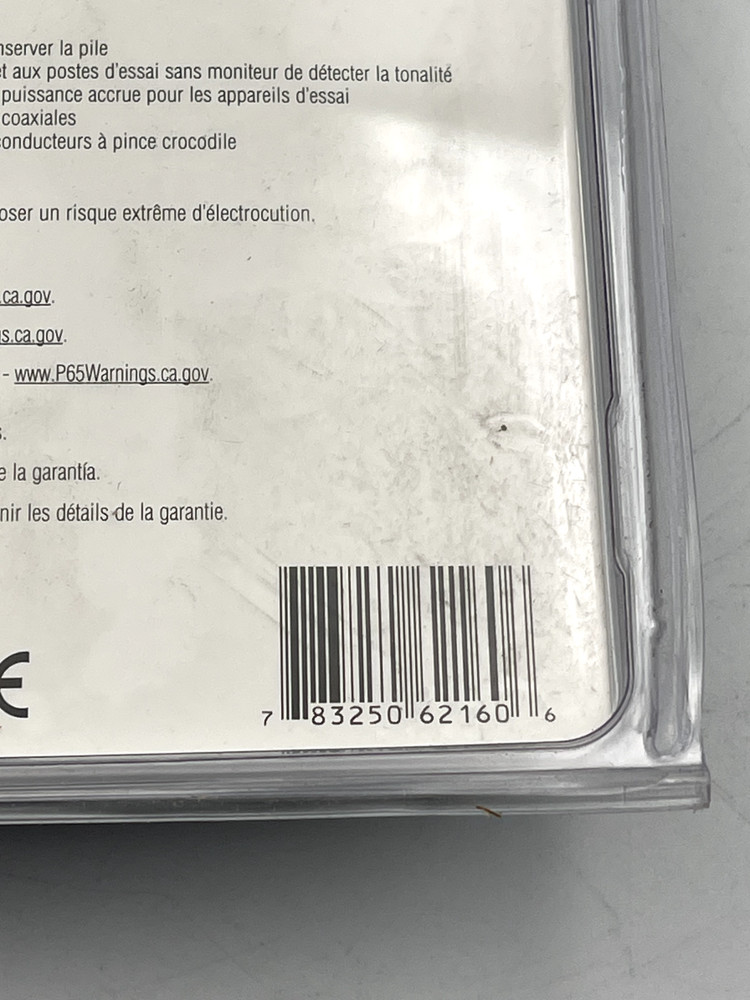 nserver la pile
t aux postes d'essai sans moniteur de détecter la tonalité
puissance accrue pour les appareils d'essai
coaxiales
onducteurs à pince crocodile
oser un risque extrême d'électrocution.
.ca.gov.
s.ca.gov.
- www.P65Warnings.ca.gov.
s.
e la garantía.
nir les détails de la garantie.
CE
7 83250 62160 6